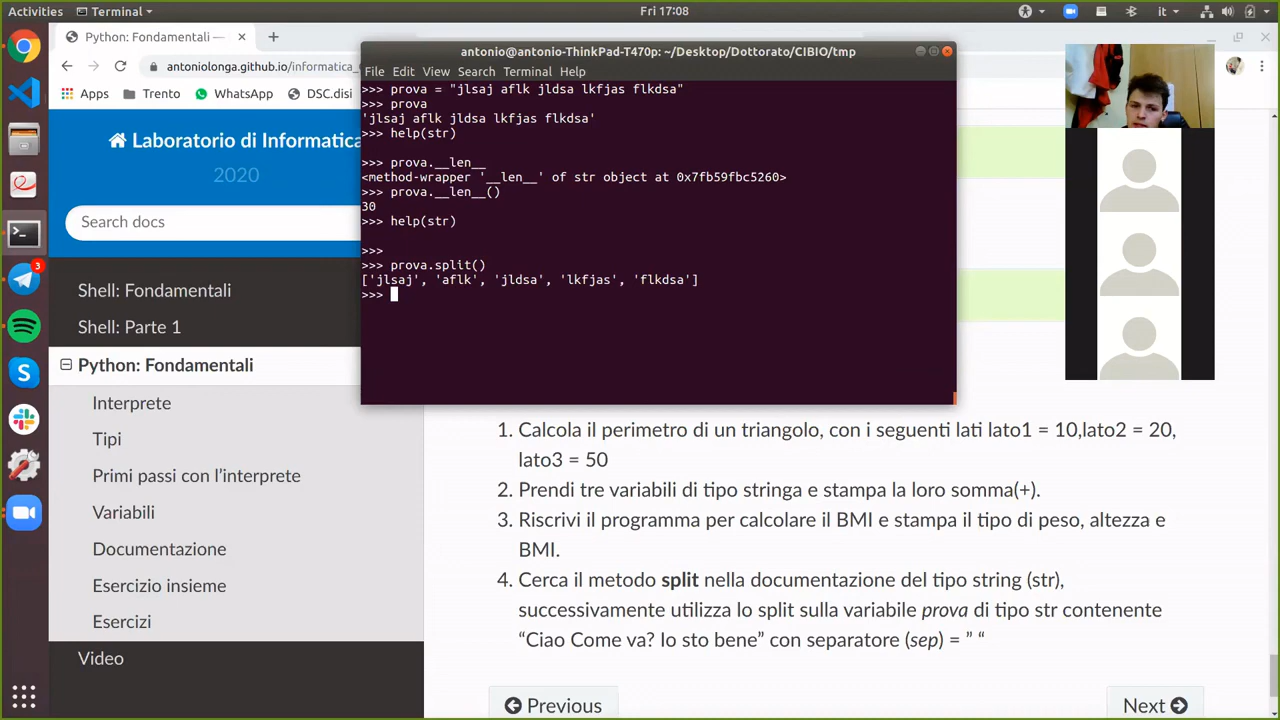 Activities
Terminal
Fri 17:08
it
Python: Fondamentali —
antoniolonga.github.io/informatica_
Apps
Trento
WhatsApp
DSC.disi
Laboratorio di Informatica
2020
Search docs
Shell: Fondamentali
Shell: Parte 1
Python: Fondamentali
Interprete
Tipi
Primi passi con l’interprete
Variabili
Documentazione
Esercizio insieme
Esercizi
Video
3
antonio@antonio-ThinkPad-T470p: ~/Desktop/Dottorato/CIBIO/tmp
File Edit View Search Terminal Help
>>> prova = "jlsaj aflk jldsa lkfjas flkdsa"
>>> prova
'jlsaj aflk jldsa lkfjas flkdsa'
>>> help(str)
>>> prova.__len__
<method-wrapper '__len__' of str object at 0x7fb59fbc5260>
>>> prova.__len__()
30
>>> help(str)
>>>
>>> prova.split()
['jlsaj', 'aflk', 'jldsa', 'lkfjas', 'flkdsa']
>>>
1. Calcola il perimetro di un triangolo, con i seguenti lati lato1 = 10,lato2 = 20,
lato3 = 50
2. Prendi tre variabili di tipo stringa e stampa la loro somma(+).
3. Riscrivi il programma per calcolare il BMI e stampa il tipo di peso, altezza e
BMI.
4. Cerca il metodo split nella documentazione del tipo string (str),
successivamente utilizza lo split sulla variabile prova di tipo str contenente
“Ciao Come va? Io sto bene” con separatore (sep) = ” “
Previous
Next